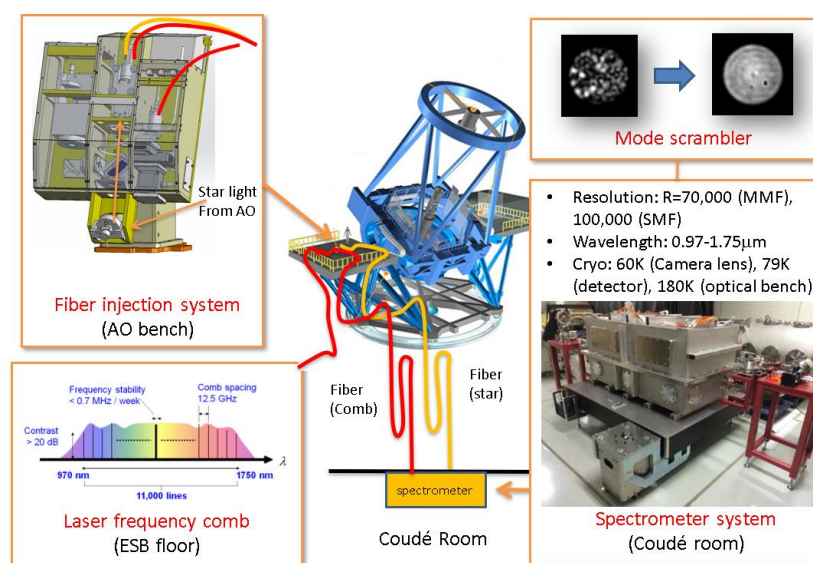 Star light
From AO
Fiber injection system
(AO bench)
Mode scrambler
• Resolution: R=70,000 (MMF),
100,000 (SMF)
• Wavelength: 0.97-1.75μm
• Cryo: 60K (Camera lens), 79K
(detector), 180K (optical bench)
Frequency stability
< 0.7 MHz / week
Comb spacing
12.5 GHz
Contrast
> 20 dB
λ
970 nm
1750 nm
11,000 lines
Laser frequency comb
(ESB floor)
Fiber
(Comb)
Fiber
(star)
spectrometer
Coudé Room
Spectrometer system
(Coudé room)